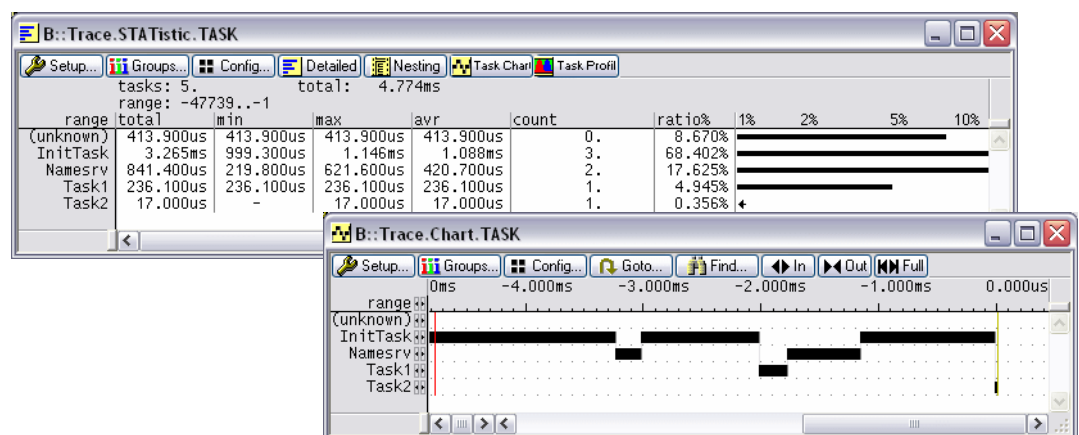 B::Trace.STATistic.TASK
Setup... Groups... Config... Detailed Nesting Task Chart Task Profil
tasks: 5. total: 4.774ms
range: -47739..-1
range total min max avr count ratio% 1% 2% 5% 10%
(unknown) 413.900us 413.900us 413.900us 413.900us 0. 8.670%
InitTask 3.265ms 999.300us 1.146ms 1.088ms 3. 68.402%
Namesrv 841.400us 219.800us 621.600us 420.700us 2. 17.625%
Task1 236.100us 236.100us 236.100us 236.100us 1. 4.945%
Task2 17.000us - 17.000us 17.000us 1. 0.356%
B::Trace.Chart.TASK
Setup... Groups... Config... Goto... Find... In Out Full
0ms -4.000ms -3.000ms -2.000ms -1.000ms 0.000us
range
(unknown)
InitTask
Namesrv
Task1
Task2